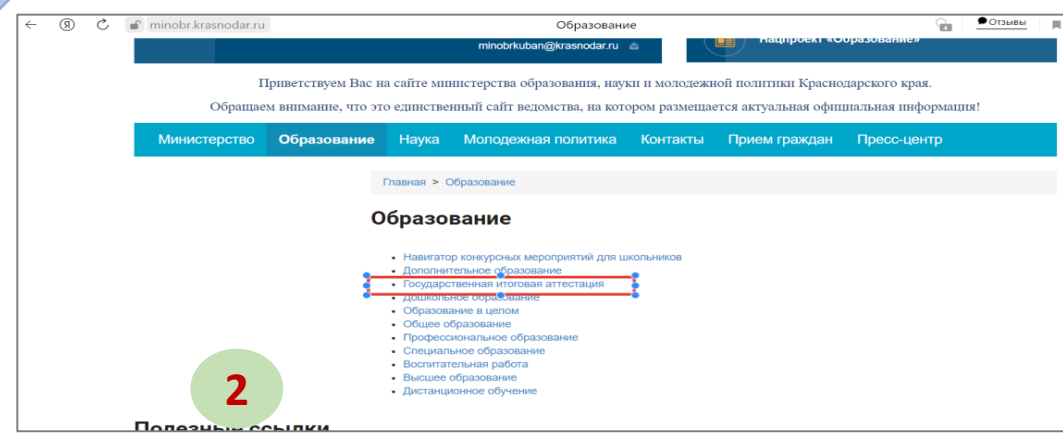 minobr.krasnodar.ru
Образование
Отзывы
minobrkuban@krasnodar.ru
Нацпроект «Образование»
Приветствуем Вас на сайте министерства образования, науки и молодежной политики Краснодарского края.
Обращаем внимание, что это единственный сайт ведомства, на котором размещается актуальная официальная информация!
Министерство Образование Наука Молодежная политика Контакты Прием граждан Пресс-центр
Главная > Образование
Образование
• Навигатор конкурсных мероприятий для школьников
• Дополнительное образование
• Государственная итоговая аттестация
• Дошкольное образование
• Образование в целом
• Общее образование
• Профессиональное образование
• Специальное образование
• Воспитательная работа
• Высшее образование
• Дистанционное обучение
2
Полезные ссылки